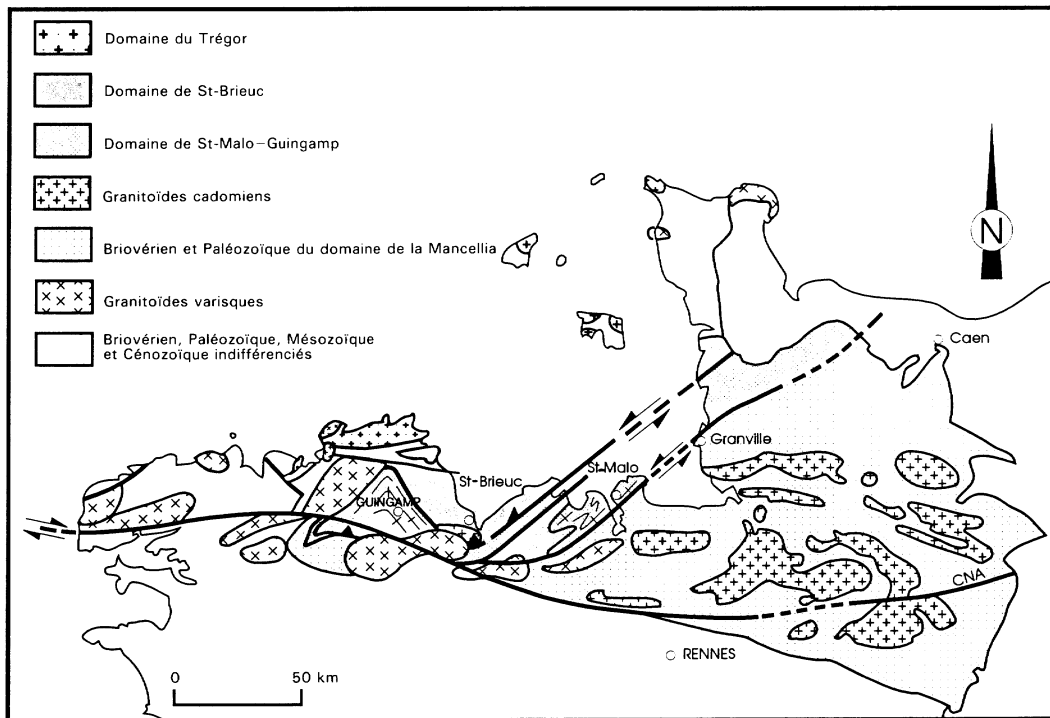 Domaine du Trégor
Domaine de St-Brieuc
Domaine de St-Malo–Guingamp
Granitoïdes cadomiens
Briovérien et Paléozoïque du domaine de la Mancellia
Granitoïdes varisques
Briovérien, Paléozoïque, Mésozoïque
et Cénozoïque indifférenciés
N
Caen
Granville
St-Malo
St-Brieuc
GUINGAMP
CNA
RENNES
0 50 km